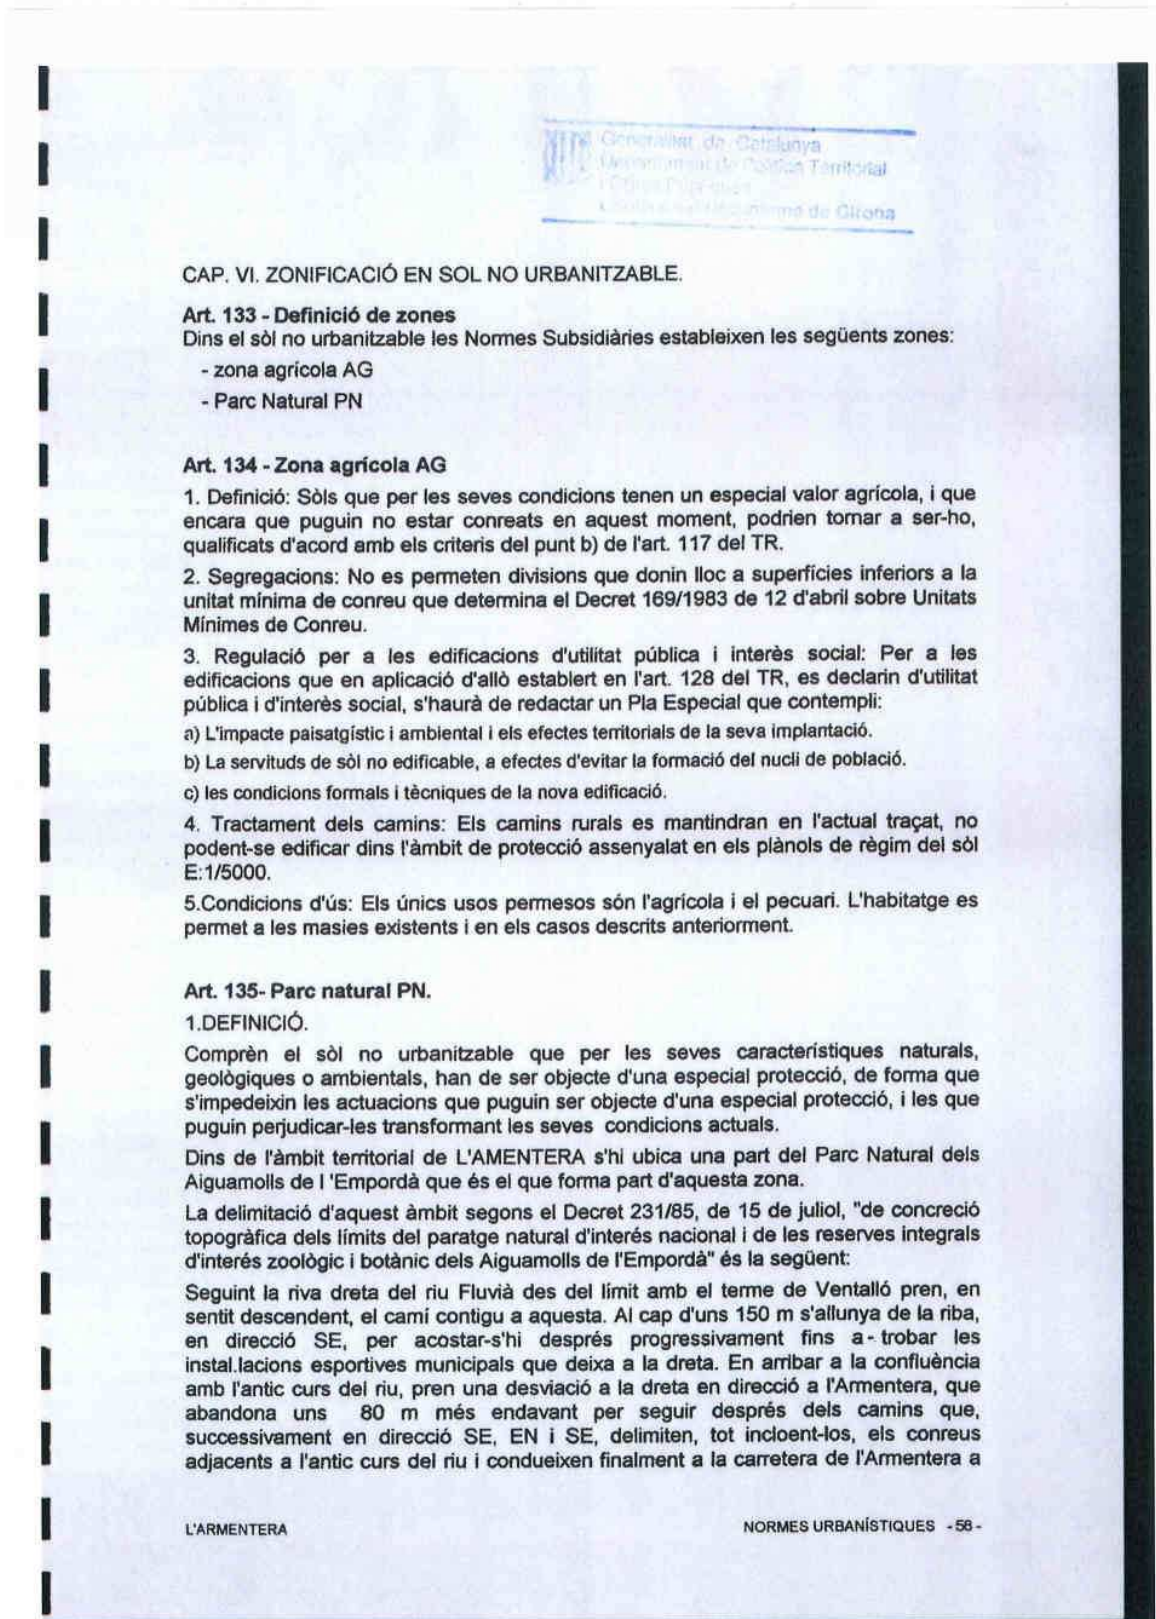 Generalitat de Catalunya
Departament de Política Territorial
de Girona
CAP. VI. ZONIFICACIÓ EN SOL NO URBANITZABLE.
Art. 133 - Definició de zones
Dins el sòl no urbanitzable les Normes Subsidiàries estableixen les següents zones:
- zona agrícola AG
- Parc Natural PN
Art. 134 - Zona agrícola AG
1. Definició: Sòls que per les seves condicions tenen un especial valor agrícola, i que
encara que puguin no estar conreats en aquest moment, podrien tornar a ser-ho,
qualificats d'acord amb els criteris del punt b) de l'art. 117 del TR.
2. Segregacions: No es permeten divisions que donin lloc a superfícies inferiors a la
unitat mínima de conreu que determina el Decret 169/1983 de 12 d'abril sobre Unitats
Mínimes de Conreu.
3. Regulació per a les edificacions d'utilitat pública i interès social: Per a les
edificacions que en aplicació d'allò establert en l'art. 128 del TR, es declarin d'utilitat
pública i d'interès social, s'haurà de redactar un Pla Especial que contempli:
a) L'impacte paisatgístic i ambiental i els efectes territorials de la seva implantació.
b) La servituds de sòl no edificable, a efectes d'evitar la formació del nucli de població.
c) les condicions formals i tècniques de la nova edificació.
4. Tractament dels camins: Els camins rurals es mantindran en l'actual traçat, no
podent-se edificar dins l'àmbit de protecció assenyalat en els plànols de règim del sòl
E:1/5000.
5.Condicions d'ús: Els únics usos permesos són l'agrícola i el pecuari. L'habitatge es
permet a les masies existents i en els casos descrits anteriorment.
Art. 135- Parc natural PN.
1.DEFINICIÓ.
Comprèn el sòl no urbanitzable que per les seves característiques naturals,
geològiques o ambientals, han de ser objecte d'una especial protecció, de forma que
s'impedeixin les actuacions que puguin ser objecte d'una especial protecció, i les que
puguin perjudicar-les transformant les seves condicions actuals.
Dins de l'àmbit territorial de L'AMENTERA s'hi ubica una part del Parc Natural dels
Aiguamolls de l 'Empordà que és el que forma part d'aquesta zona.
La delimitació d'aquest àmbit segons el Decret 231/85, de 15 de juliol, "de concreció
topogràfica dels límits del paratge natural d'interés nacional i de les reserves integrals
d'interés zoològic i botànic dels Aiguamolls de l'Empordà" és la següent:
Seguint la riva dreta del riu Fluvià des del límit amb el terme de Ventalló pren, en
sentit descendent, el camí contigu a aquesta. Al cap d'uns 150 m s'allunya de la riba,
en direcció SE, per acostar-s'hi després progressivament fins a- trobar les
instal.lacions esportives municipals que deixa a la dreta. En arribar a la confluència
amb l'antic curs del riu, pren una desviació a la dreta en direcció a l'Armentera, que
abandona uns 80 m més endavant per seguir després dels camins que,
successivament en direcció SE, EN i SE, delimiten, tot incloent-los, els conreus
adjacents a l'antic curs del riu i condueixen finalment a la carretera de l'Armentera a
L'ARMENTERA
NORMES URBANÍSTIQUES - 56 -